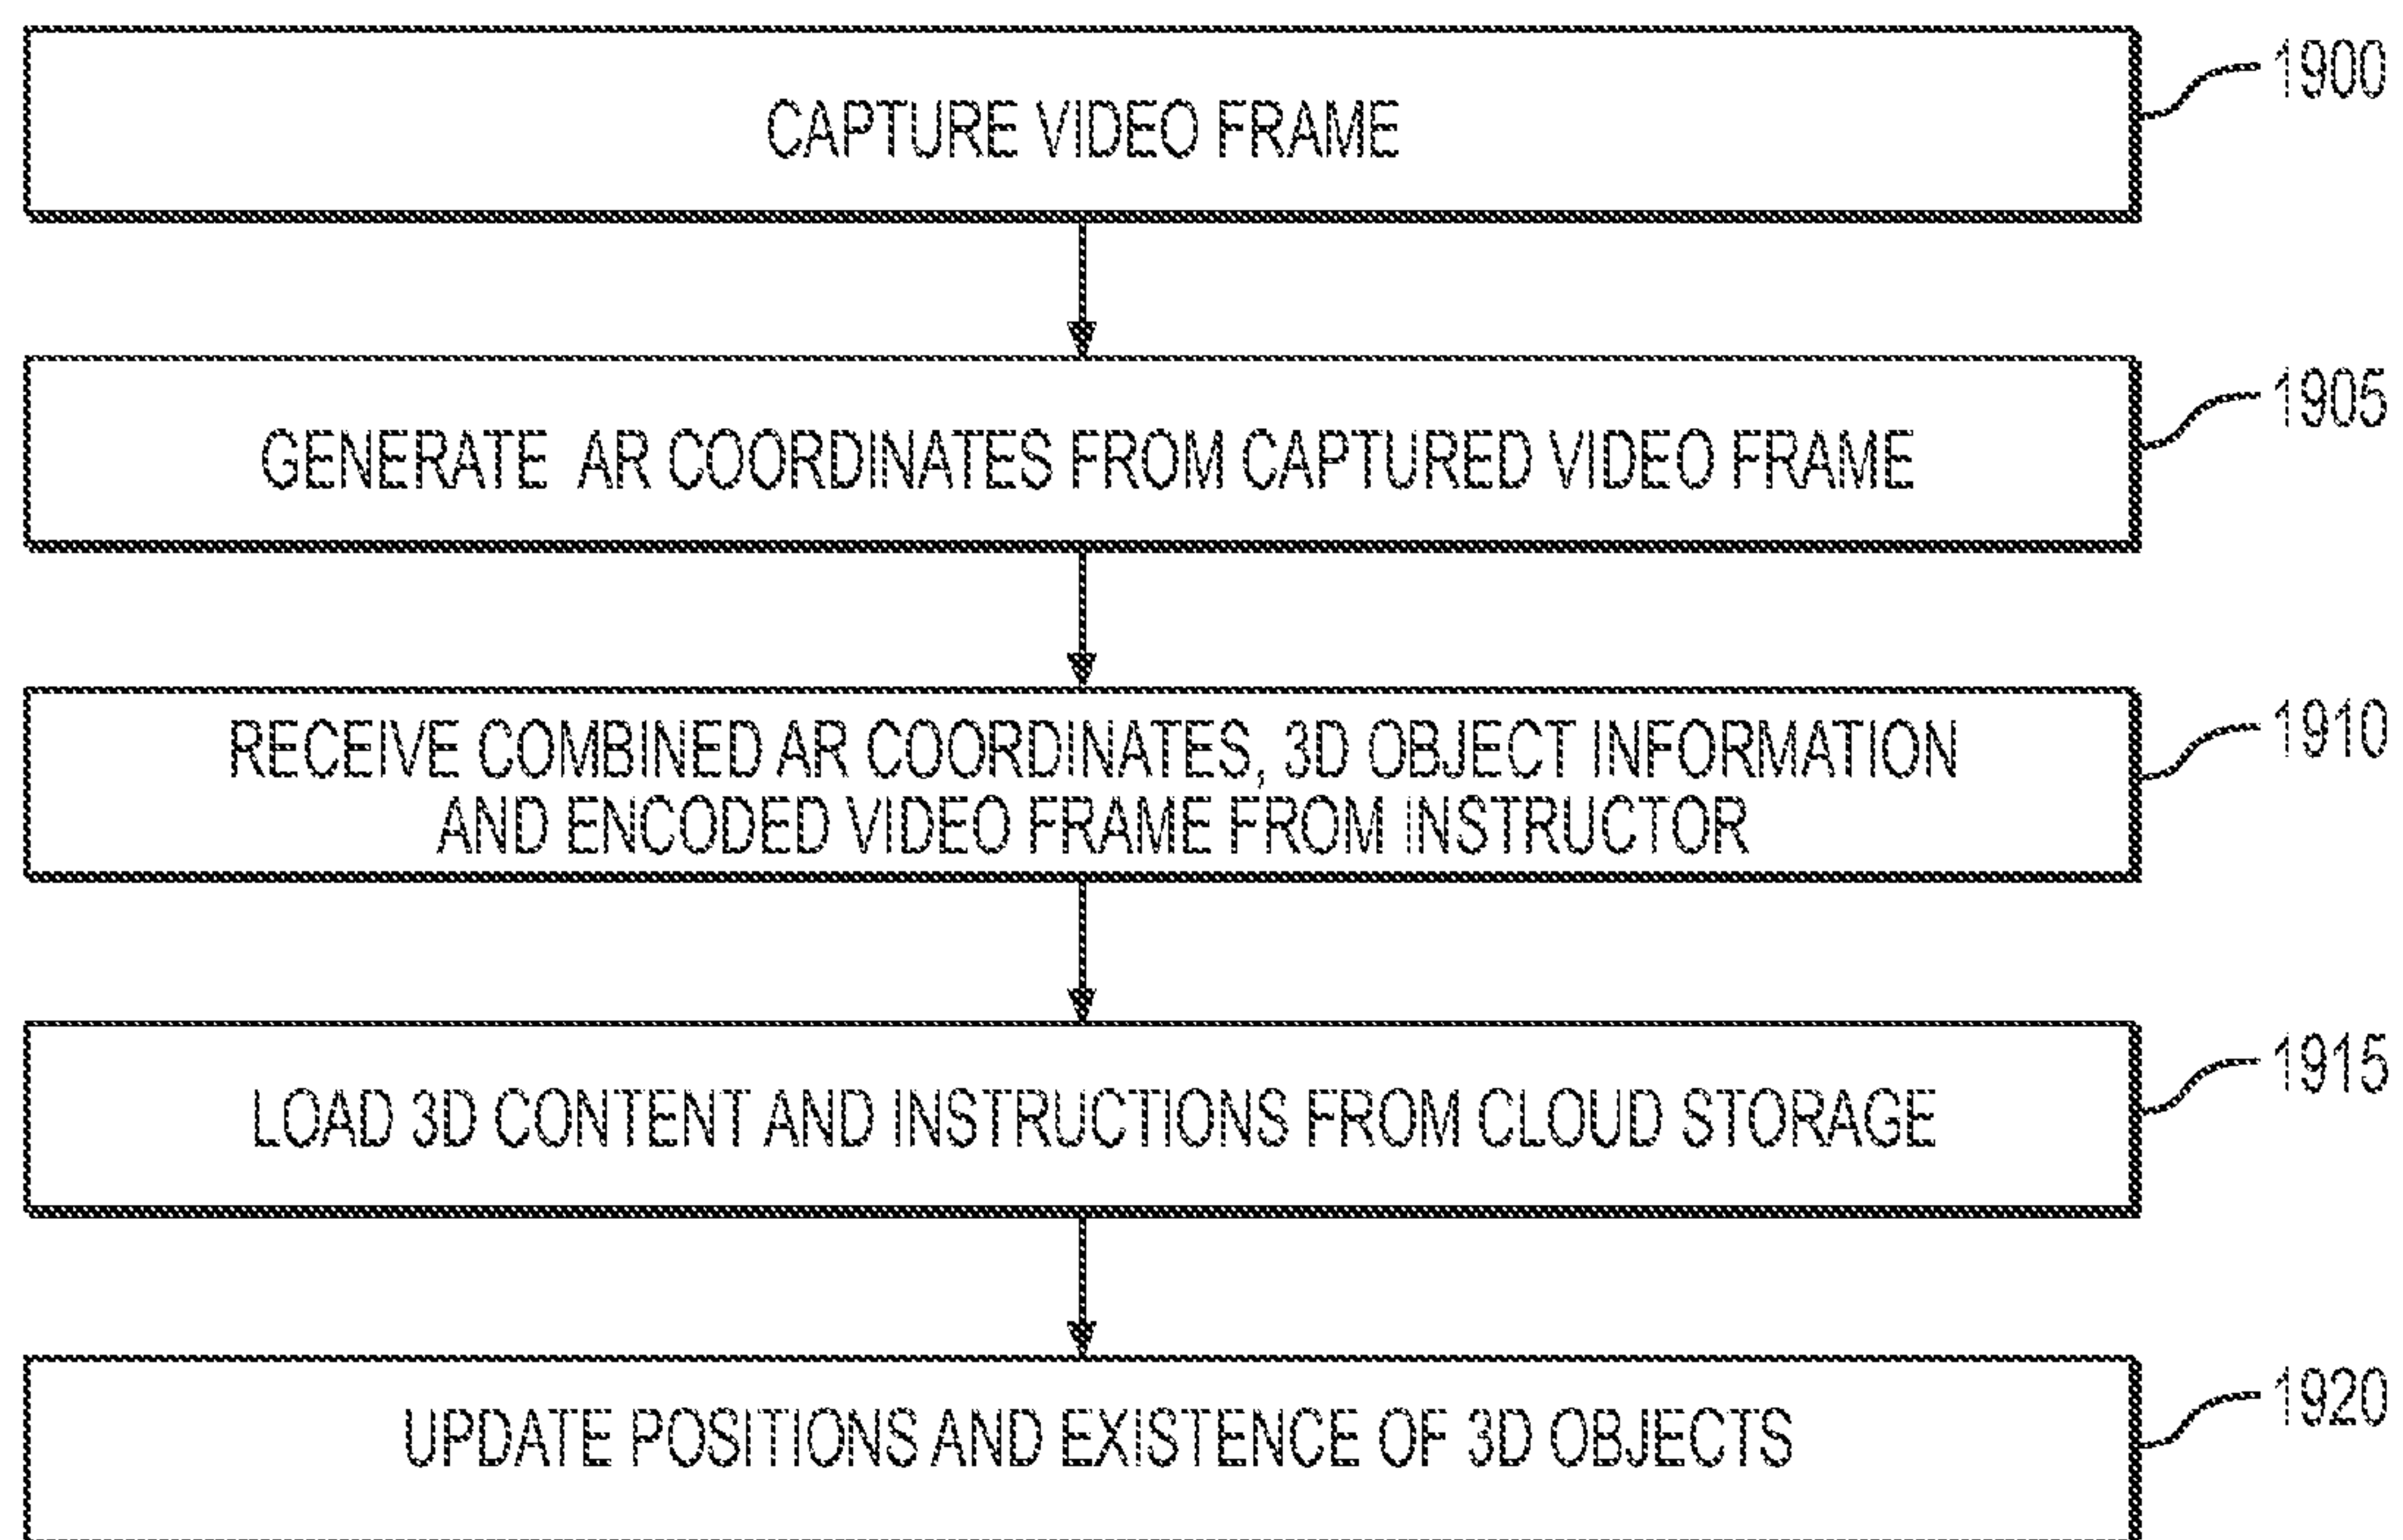 CAPTURE VIDEO FRAME
1900
GENERATE AR COORDINATES FROM CAPTURED VIDEO FRAME
1905
RECEIVE COMBINED AR COORDINATES, 3D OBJECT INFORMATION
AND ENCODED VIDEO FRAME FROM INSTRUCTOR
1910
LOAD 3D CONTENT AND INSTRUCTIONS FROM CLOUD STORAGE
1915
UPDATE POSITIONS AND EXISTENCE OF 3D OBJECTS
1920